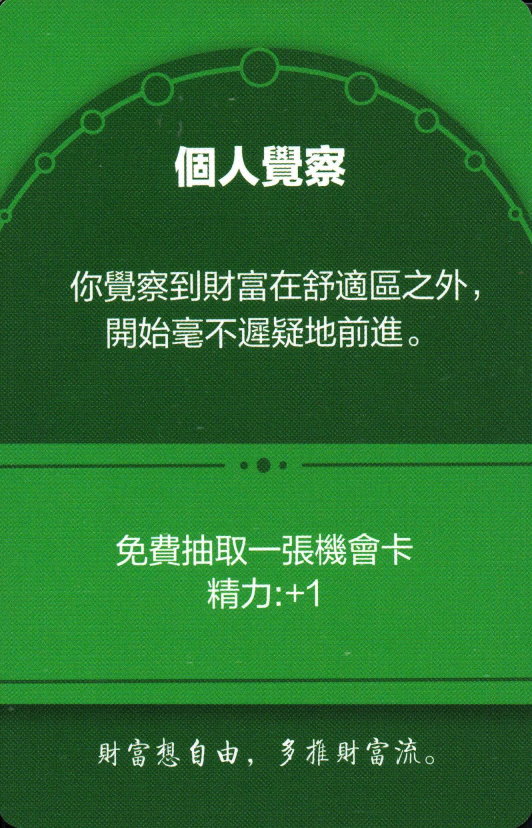 個人覺察
你覺察到財富在舒適區之外，
開始毫不遲疑地前進。
免費抽取一張機會卡
精力:+1
財富想自由，多推財富流。